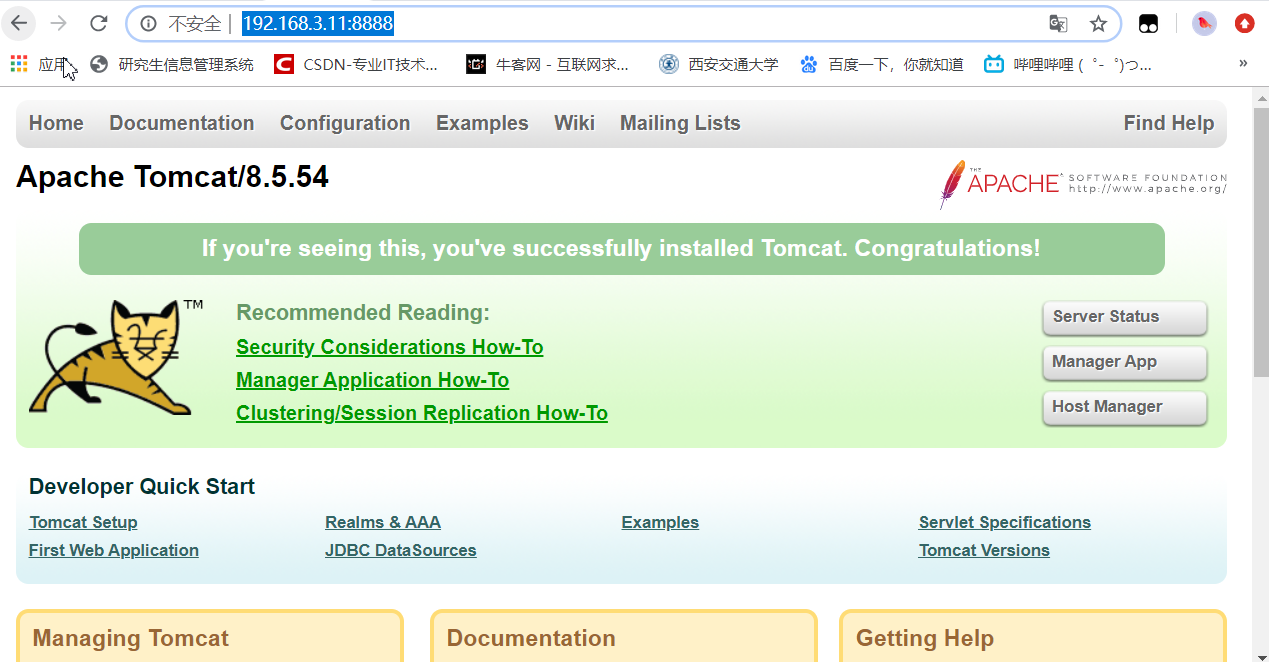 不安全 | 192.168.3.11:8888
应用 研究生信息管理系统 CSDN-专业IT技术... 牛客网 - 互联网求... 西安交通大学 百度一下，你就知道 哔哩哔哩 ( ゜- ゜)つ... »
Home Documentation Configuration Examples Wiki Mailing Lists Find Help
Apache Tomcat/8.5.54
THE APACHE SOFTWARE FOUNDATION
http://www.apache.org/
If you're seeing this, you've successfully installed Tomcat. Congratulations!
TM
Recommended Reading:
Security Considerations How-To
Manager Application How-To
Clustering/Session Replication How-To
Server Status
Manager App
Host Manager
Developer Quick Start
Tomcat Setup Realms & AAA Examples Servlet Specifications
First Web Application JDBC DataSources Tomcat Versions
Managing Tomcat Documentation Getting Help